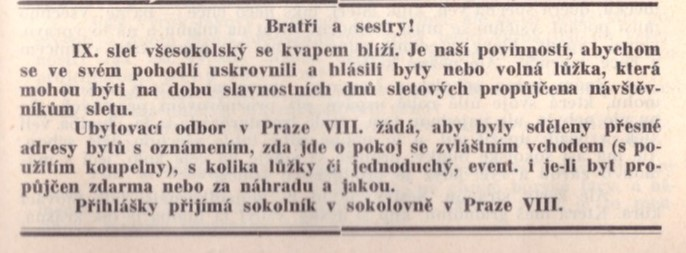 Bratři a sestry!
IX. slet všesokolský se kvapem blíží. Je naší povinností, abychom
se ve svém pohodlí uskrovnili a hlásili byty nebo volná lůžka, která
mohou býti na dobu slavnostních dnů sletových propůjčena návštěv-
níkům sletu.
Ubytovací odbor v Praze VIII. žádá, aby byly sděleny přesné
adresy bytů s oznámením, zda jde o pokoj se zvláštním vchodem (s po-
užitím koupelny), s kolika lůžky či jednoduchý, event. i je-li byt pro-
půjčen zdarma nebo za náhradu a jakou.
Přihlášky přijímá sokolník v sokolovně v Praze VIII.